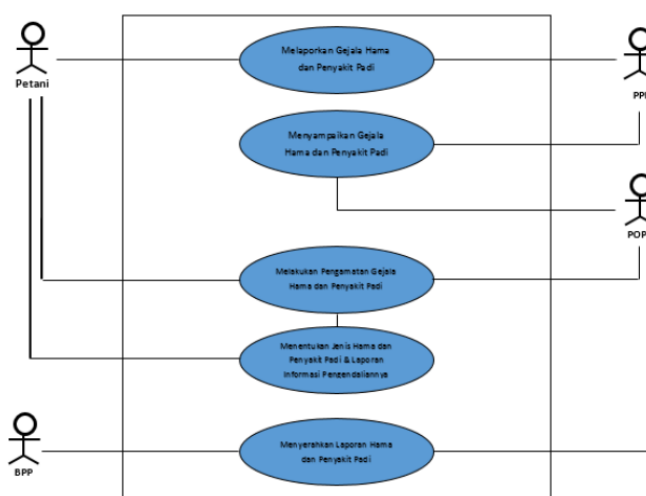 Melaporkan Gejala Hama
dan Penyakit Padi
Petani
PPL
Menyampaikan Gejala
Hama dan Penyakit Padi
POP
Melakukan Pengamatan Gejala
Hama dan Penyakit Padi
Menentukan Jenis Hama dan
Penyakit Padi & Laporan
Informasi Pengendaliannya
Menyerahkan Laporan Hama
dan Penyakit Padi
BPP